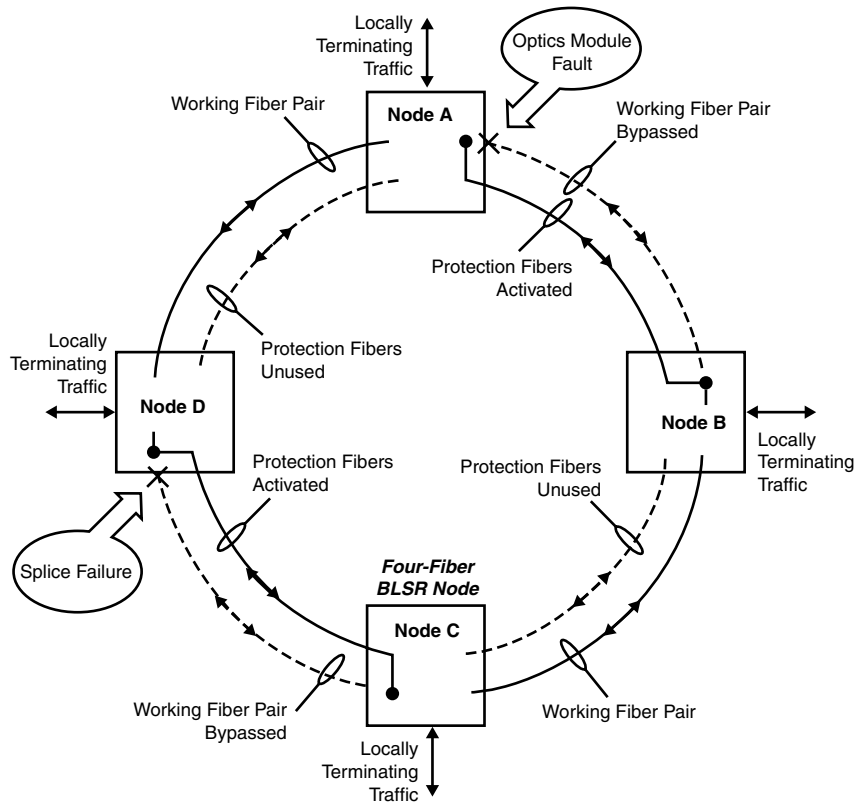 Locally
Terminating
Traffic
Optics Module
Fault
Working Fiber Pair
Node A
Working Fiber Pair
Bypassed
Protection Fibers
Activated
Locally
Terminating
Traffic
Protection Fibers
Unused
Node D
Node B
Locally
Terminating
Traffic
Protection Fibers
Activated
Protection Fibers
Unused
Splice Failure
Four-Fiber
BLSR Node
Node C
Working Fiber Pair
Bypassed
Working Fiber Pair
Locally
Terminating
Traffic